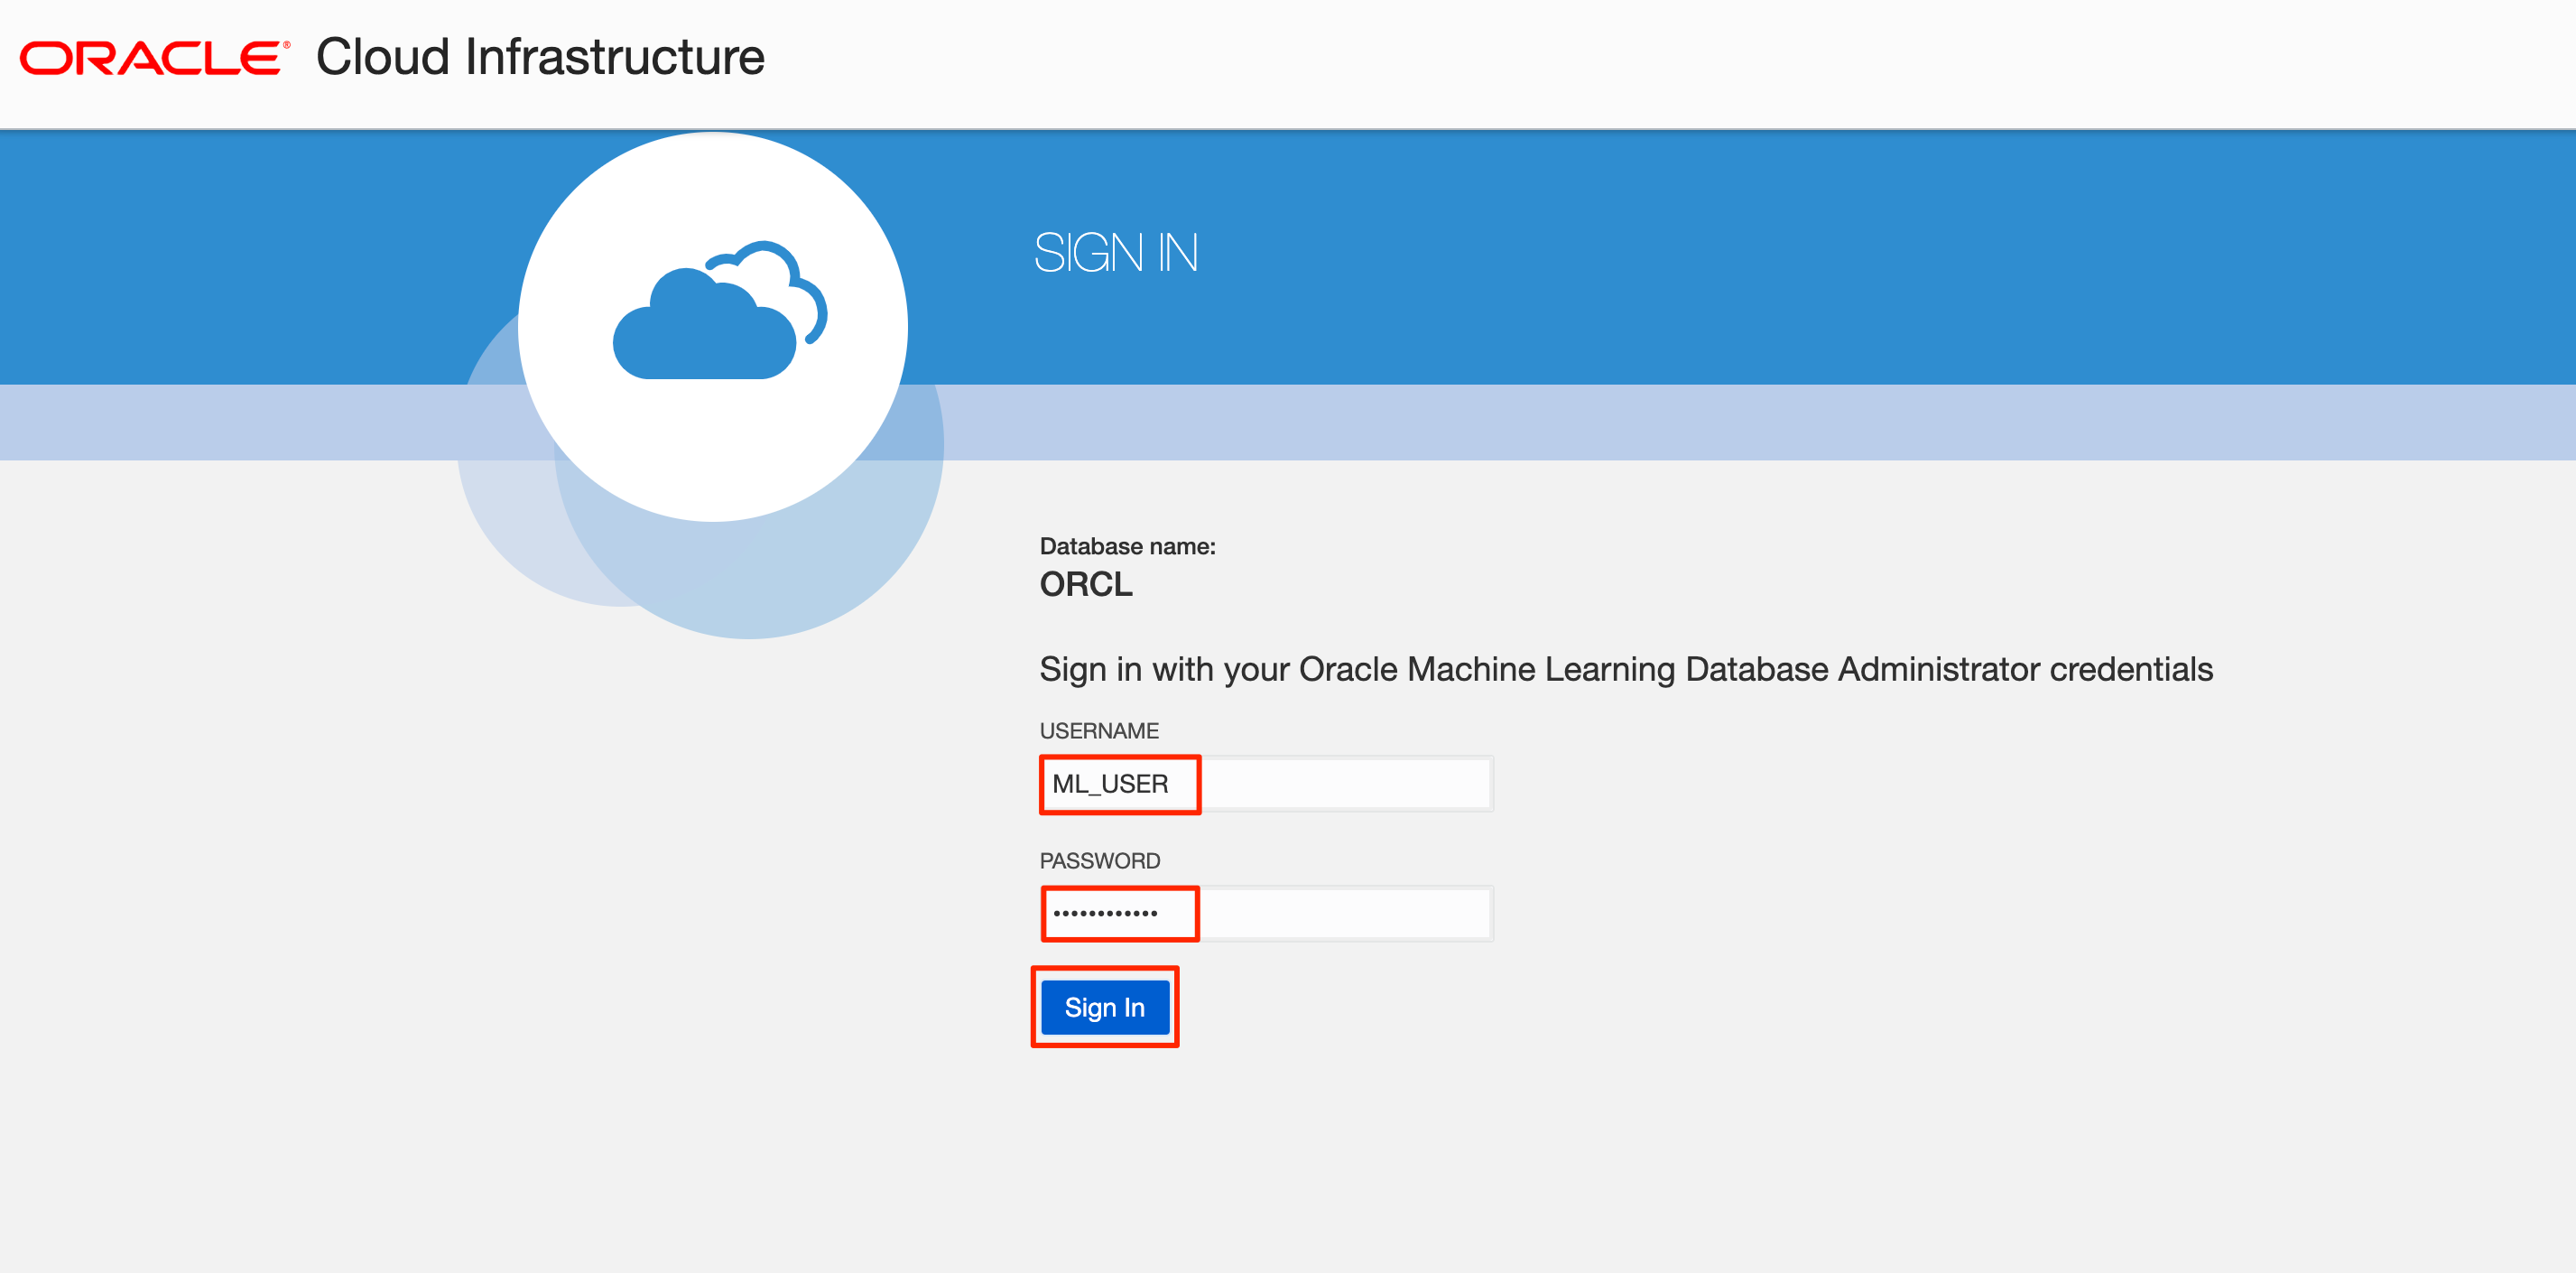 ORACLE® Cloud Infrastructure
SIGN IN
Database name:
ORCL
Sign in with your Oracle Machine Learning Database Administrator credentials
USERNAME
ML_USER
PASSWORD
••••••••••••
Sign In